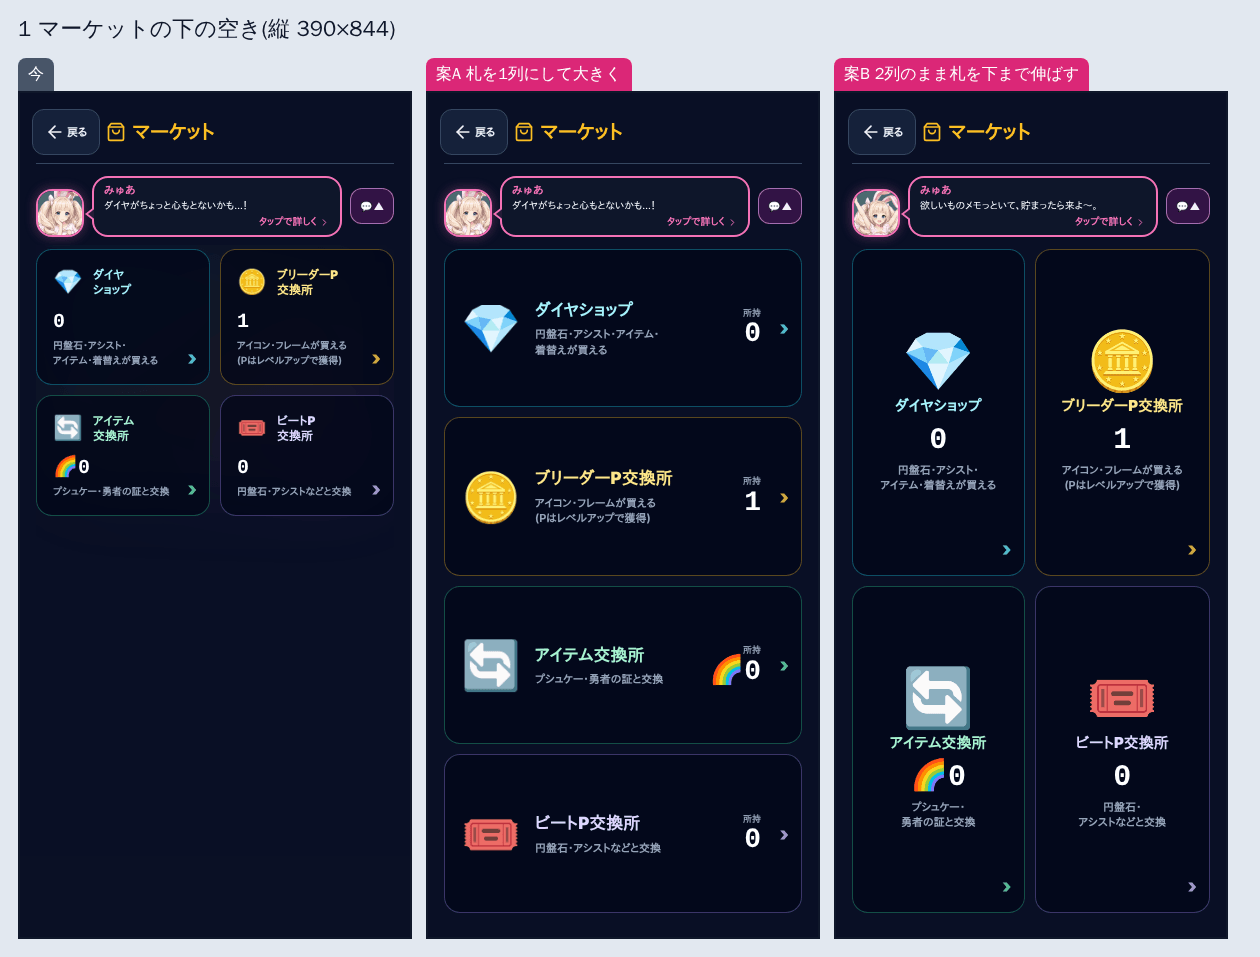 1 マーケットの下の空き(縦 390×844)
今
戻る
マーケット
みゅあ
ダイヤがちょっと心もとないかも…!
タップで詳しく
ダイヤ
ショップ
0
円盤石・アシスト・
アイテム・着替えが買える
ブリーダーP
交換所
1
アイコン・フレームが買える
(Pはレベルアップで獲得)
アイテム
交換所
0
プシュケー・勇者の証と交換
ビートP
交換所
0
円盤石・アシストなどと交換
案A 札を1列にして大きく
戻る
マーケット
みゅあ
ダイヤがちょっと心もとないかも…!
タップで詳しく
ダイヤショップ
円盤石・アシスト・アイテム・
着替えが買える
所持
0
ブリーダーP交換所
アイコン・フレームが買える
(Pはレベルアップで獲得)
所持
1
アイテム交換所
プシュケー・勇者の証と交換
所持
0
ビートP交換所
円盤石・アシストなどと交換
所持
0
案B 2列のまま札を下まで伸ばす
戻る
マーケット
みゅあ
欲しいものメモっといて、貯まったら来よ〜。
タップで詳しく
ダイヤショップ
0
円盤石・アシスト・
アイテム・着替えが買える
ブリーダーP交換所
1
アイコン・フレームが買える
(Pはレベルアップで獲得)
アイテム交換所
0
プシュケー・
勇者の証と交換
ビートP交換所
0
円盤石・
アシストなどと交換